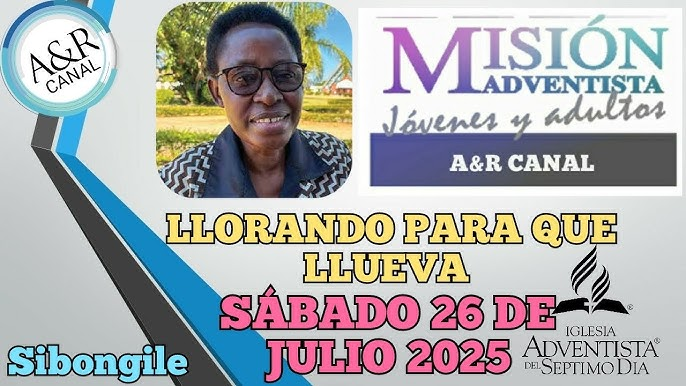 A&R
CANAL
MISIÓN
ADVENTISTA
Jóvenes y adultos
A&R CANAL
LLORANDO PARA QUE
LLUEVA
SÁBADO 26 DE
JULIO 2025
IGLESIA
ADVENTISTA®
DEL SEPTIMO DIA
Sibongile